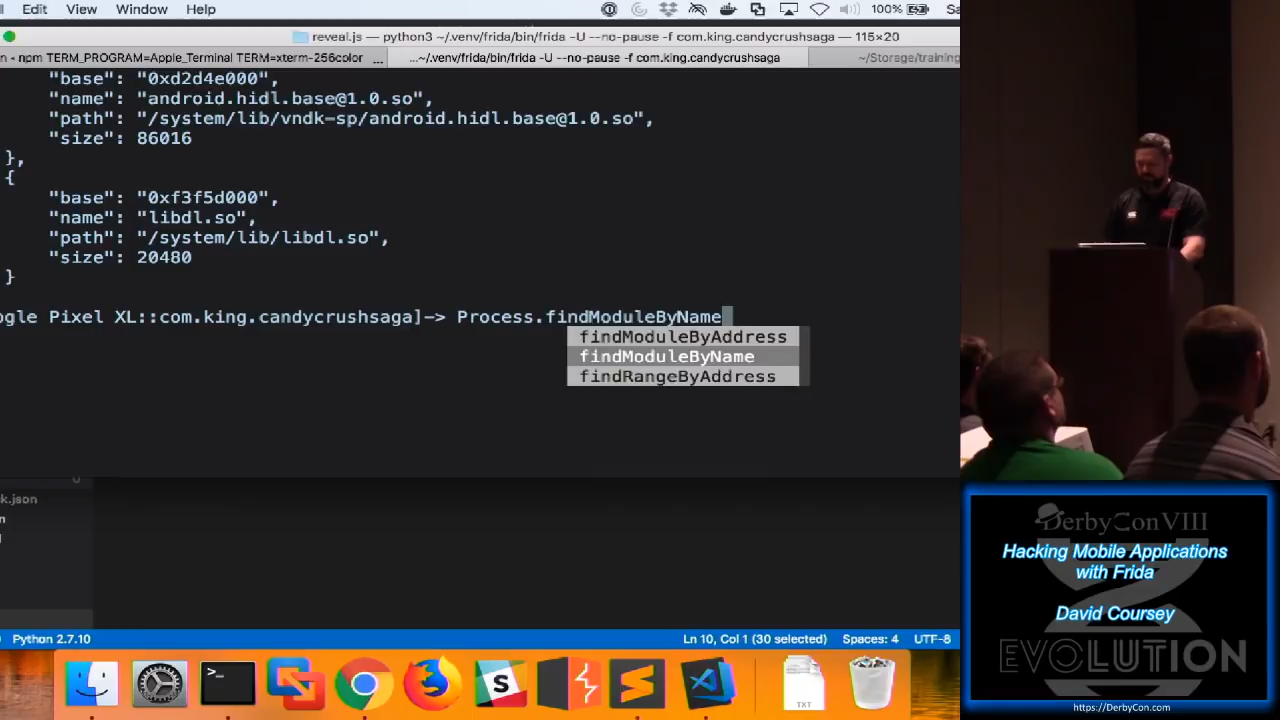 Edit View Window Help
100%
reveal.js — python3 ~/.venv/frida/bin/frida -U --no-pause -f com.king.candycrushsaga — 115×20
- npm TERM_PROGRAM=Apple_Terminal TERM=xterm-256color ...
...~/.venv/frida/bin/frida -U --no-pause -f com.king.candycrushsaga
~/Storage/training
"base": "0xd2d4e000",
"name": "android.hidl.base@1.0.so",
"path": "/system/lib/vndk-sp/android.hidl.base@1.0.so",
"size": 86016
},
{
"base": "0xf3f5d000",
"name": "libdl.so",
"path": "/system/lib/libdl.so",
"size": 20480
}
ogle Pixel XL::com.king.candycrushsaga]-> Process.findModuleByName
findModuleByAddress
findModuleByName
findRangeByAddress
k.json
Python 2.7.10
Ln 10, Col 1 (30 selected) Spaces: 4 UTF-8
TXT
DerbyCon VIII
Hacking Mobile Applications
with Frida
David Coursey
EVOLUTION
https://DerbyCon.com